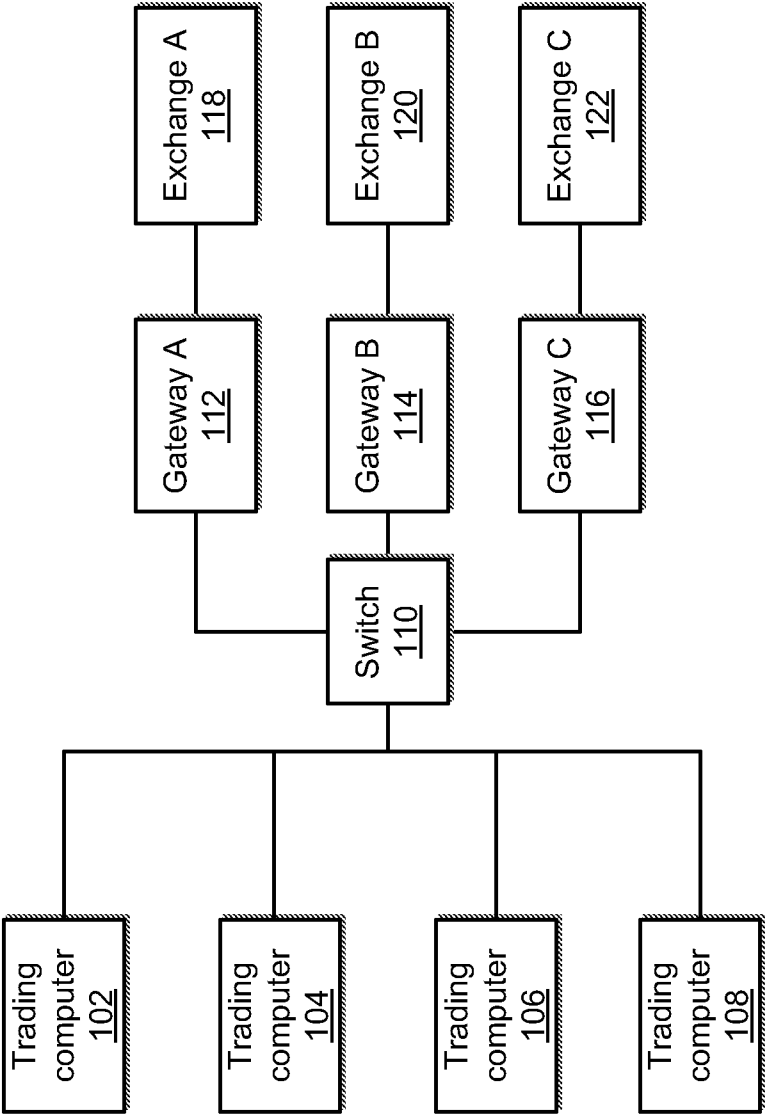 Trading
computer
102
Trading
computer
104
Trading
computer
106
Trading
computer
108
Switch
110
Gateway A
112
Gateway B
114
Gateway C
116
Exchange A
118
Exchange B
120
Exchange C
122